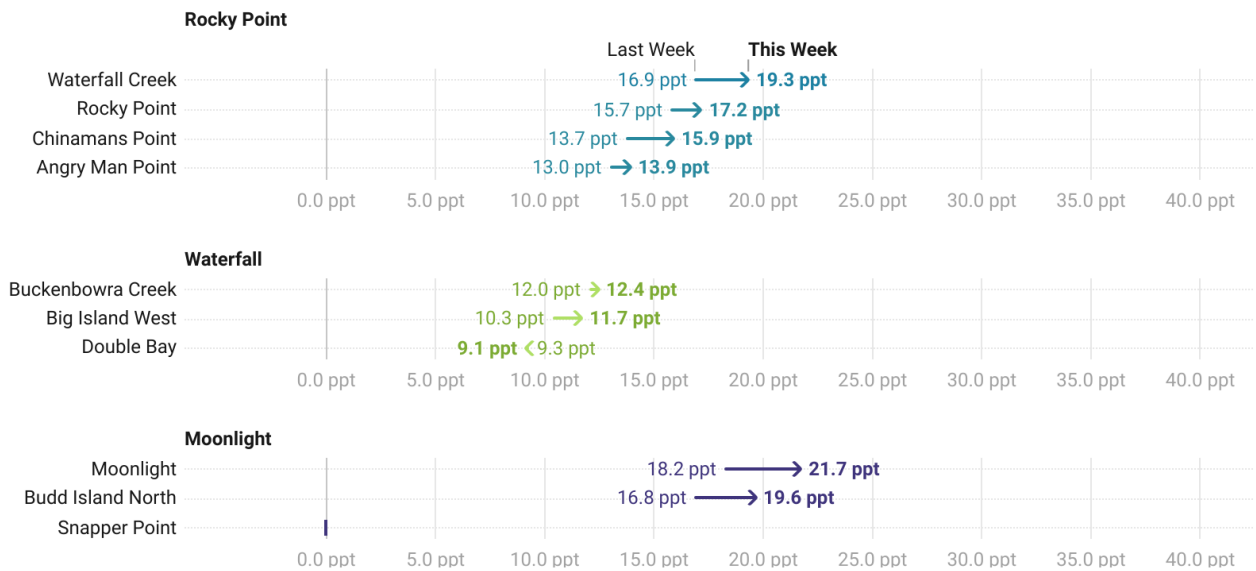 Rocky Point
Last Week This Week
Waterfall Creek 16.9 ppt 19.3 ppt
Rocky Point 15.7 ppt 17.2 ppt
Chinamans Point 13.7 ppt 15.9 ppt
Angry Man Point 13.0 ppt 13.9 ppt
0.0 ppt 5.0 ppt 10.0 ppt 15.0 ppt 20.0 ppt 25.0 ppt 30.0 ppt 35.0 ppt 40.0 ppt
Waterfall
Buckenbowra Creek 12.0 ppt 12.4 ppt
Big Island West 10.3 ppt 11.7 ppt
Double Bay 9.1 ppt 9.3 ppt
0.0 ppt 5.0 ppt 10.0 ppt 15.0 ppt 20.0 ppt 25.0 ppt 30.0 ppt 35.0 ppt 40.0 ppt
Moonlight
Moonlight 18.2 ppt 21.7 ppt
Budd Island North 16.8 ppt 19.6 ppt
Snapper Point
0.0 ppt 5.0 ppt 10.0 ppt 15.0 ppt 20.0 ppt 25.0 ppt 30.0 ppt 35.0 ppt 40.0 ppt